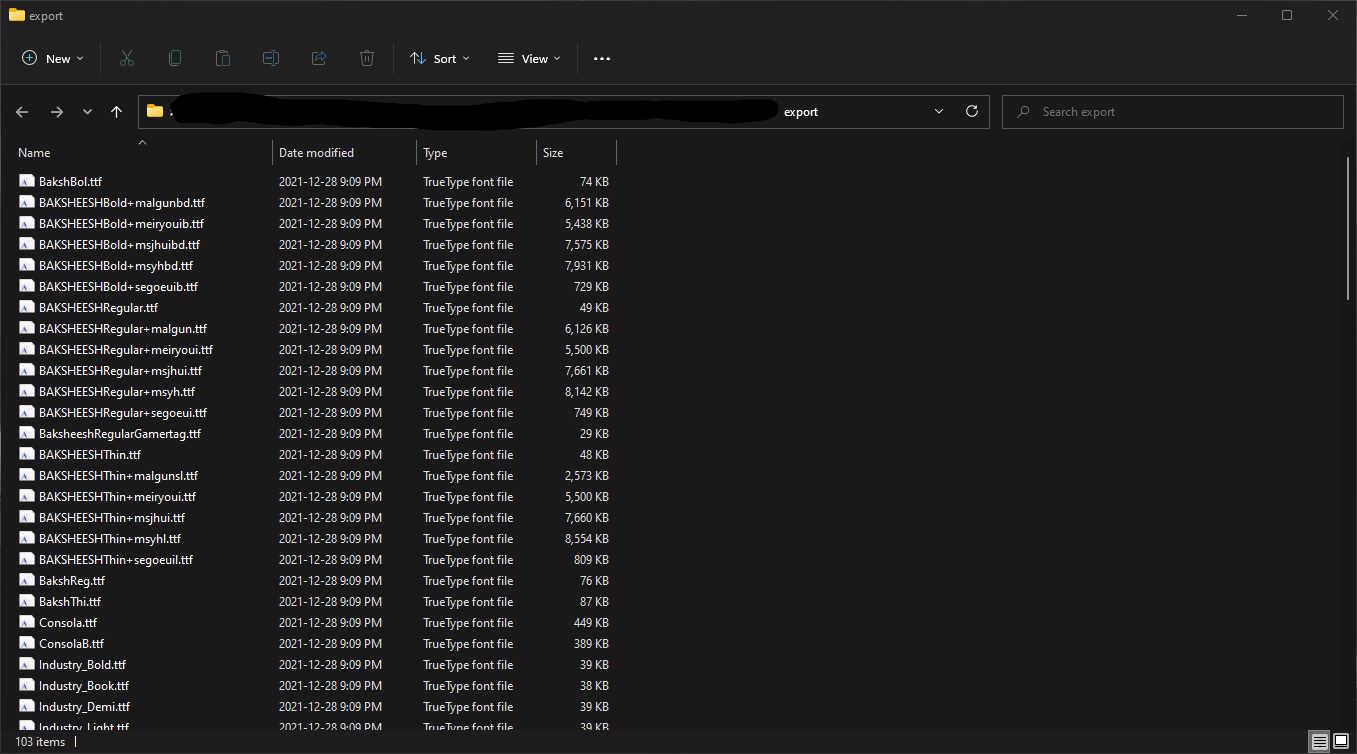 export
New
Sort
View
export
Search export
Name Date modified Type Size
BakshBol.ttf 2021-12-28 9:09 PM TrueType font file 74 KB
BAKSHEESHBold+malgunbd.ttf 2021-12-28 9:09 PM TrueType font file 6,151 KB
BAKSHEESHBold+meiryouib.ttf 2021-12-28 9:09 PM TrueType font file 5,438 KB
BAKSHEESHBold+msjhuibd.ttf 2021-12-28 9:09 PM TrueType font file 7,575 KB
BAKSHEESHBold+msyhbd.ttf 2021-12-28 9:09 PM TrueType font file 7,931 KB
BAKSHEESHBold+segoeuib.ttf 2021-12-28 9:09 PM TrueType font file 729 KB
BAKSHEESHRegular.ttf 2021-12-28 9:09 PM TrueType font file 49 KB
BAKSHEESHRegular+malgun.ttf 2021-12-28 9:09 PM TrueType font file 6,126 KB
BAKSHEESHRegular+meiryoui.ttf 2021-12-28 9:09 PM TrueType font file 5,500 KB
BAKSHEESHRegular+msjhui.ttf 2021-12-28 9:09 PM TrueType font file 7,661 KB
BAKSHEESHRegular+msyh.ttf 2021-12-28 9:09 PM TrueType font file 8,142 KB
BAKSHEESHRegular+segoeui.ttf 2021-12-28 9:09 PM TrueType font file 749 KB
BaksheeshRegularGamertag.ttf 2021-12-28 9:09 PM TrueType font file 29 KB
BAKSHEESHThin.ttf 2021-12-28 9:09 PM TrueType font file 48 KB
BAKSHEESHThin+malgunsl.ttf 2021-12-28 9:09 PM TrueType font file 2,573 KB
BAKSHEESHThin+meiryoui.ttf 2021-12-28 9:09 PM TrueType font file 5,500 KB
BAKSHEESHThin+msjhui.ttf 2021-12-28 9:09 PM TrueType font file 7,660 KB
BAKSHEESHThin+msyhl.ttf 2021-12-28 9:09 PM TrueType font file 8,554 KB
BAKSHEESHThin+segoeuil.ttf 2021-12-28 9:09 PM TrueType font file 809 KB
BakshReg.ttf 2021-12-28 9:09 PM TrueType font file 76 KB
BakshThi.ttf 2021-12-28 9:09 PM TrueType font file 87 KB
Consola.ttf 2021-12-28 9:09 PM TrueType font file 449 KB
ConsolaB.ttf 2021-12-28 9:09 PM TrueType font file 389 KB
Industry_Bold.ttf 2021-12-28 9:09 PM TrueType font file 39 KB
Industry_Book.ttf 2021-12-28 9:09 PM TrueType font file 38 KB
Industry_Demi.ttf 2021-12-28 9:09 PM TrueType font file 39 KB
Industry_Light.ttf 2021-12-28 9:09 PM TrueType font file 39 KB
103 items